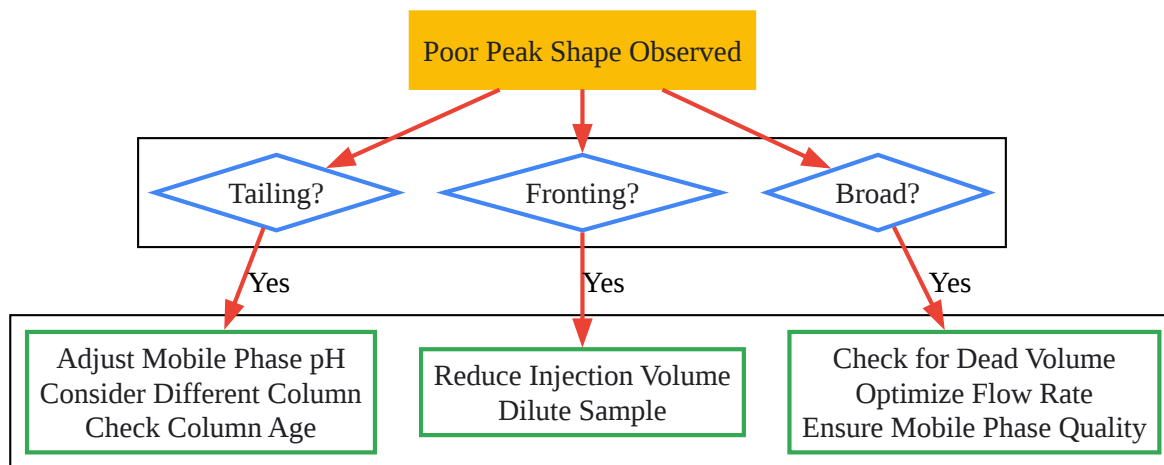 Poor Peak Shape Observed
Tailing?
Fronting?
Broad?
Yes
Yes
Yes
Adjust Mobile Phase pH
Consider Different Column
Check Column Age
Reduce Injection Volume
Dilute Sample
Check for Dead Volume
Optimize Flow Rate
Ensure Mobile Phase Quality